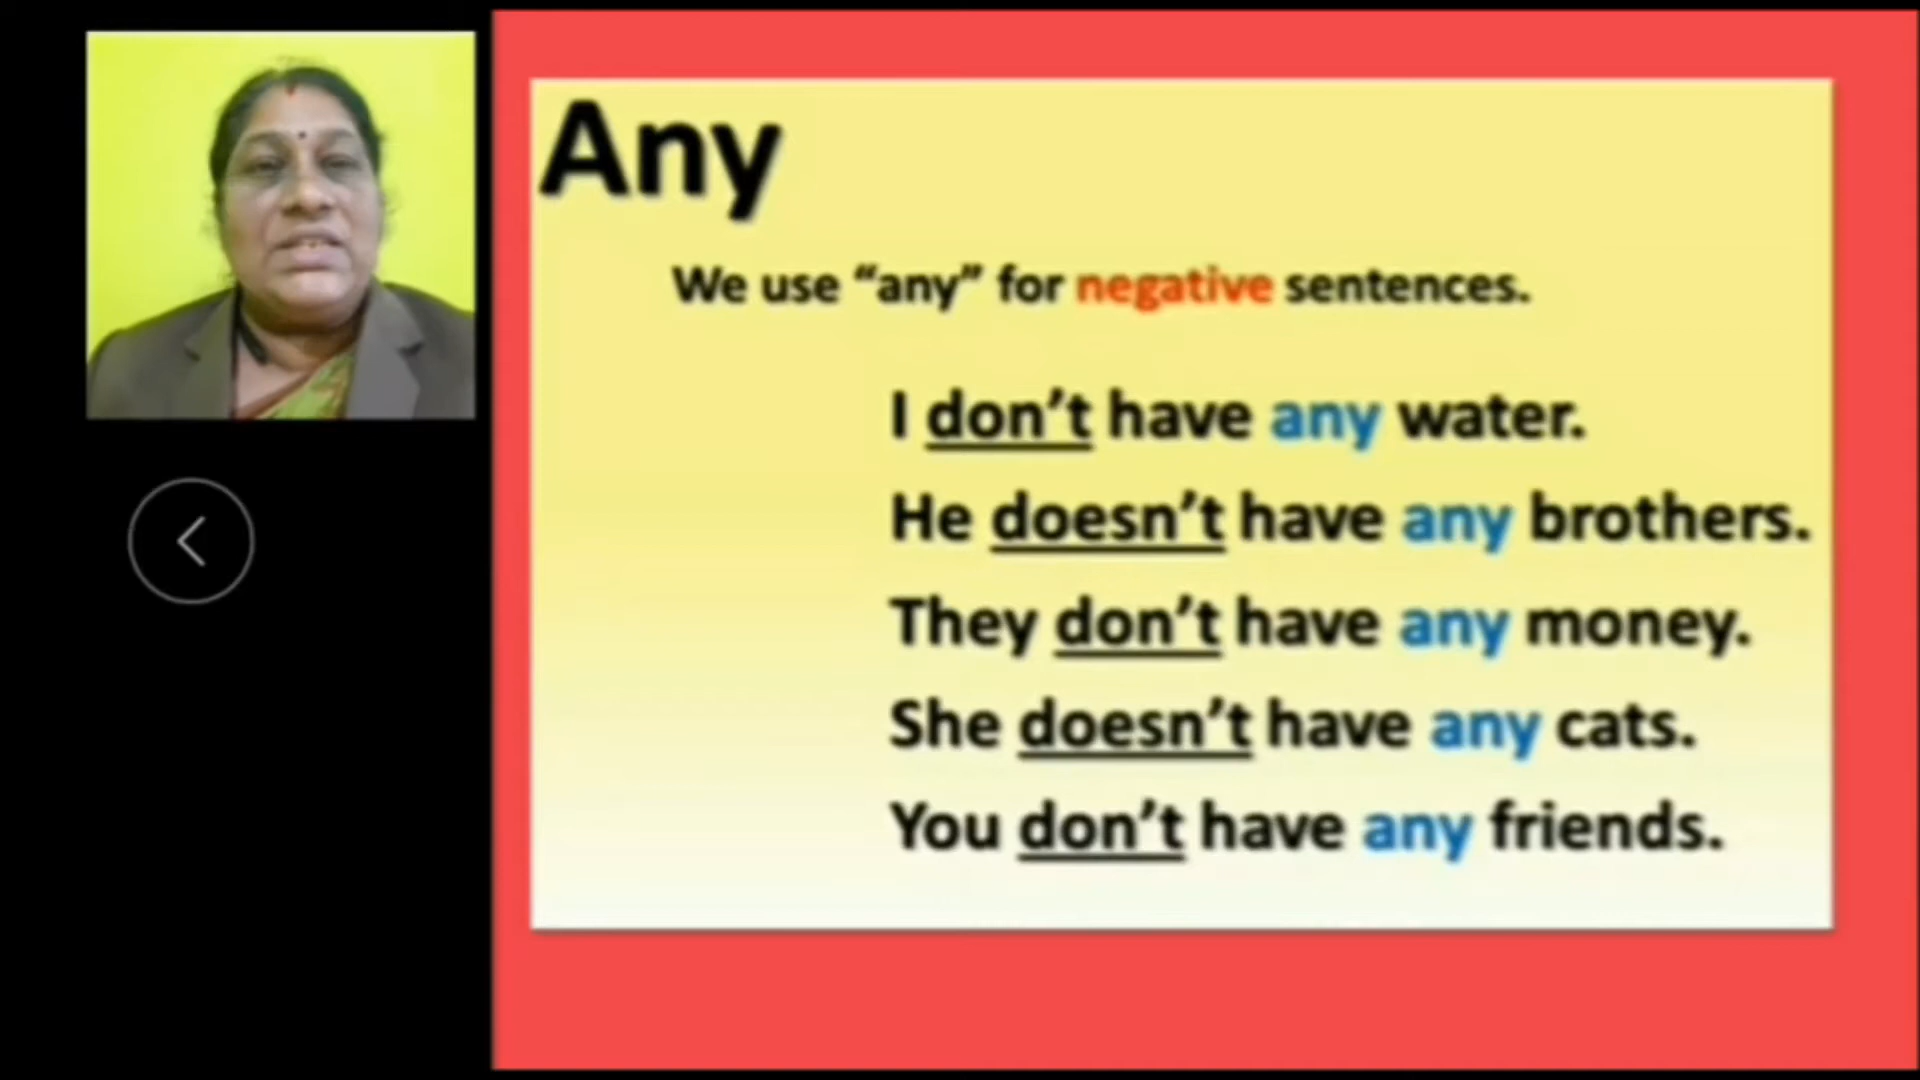 Any
We use “any” for negative sentences.
I don’t have any water.
He doesn’t have any brothers.
They don’t have any money.
She doesn’t have any cats.
You don’t have any friends.